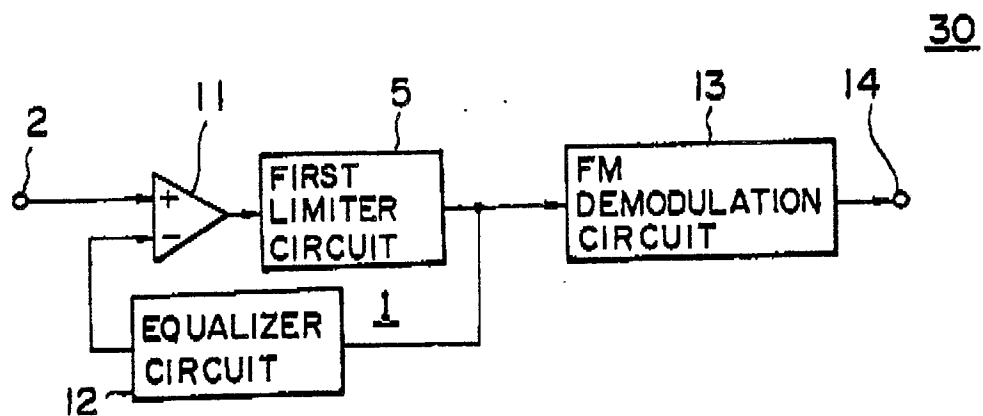 30
2
11
5
13
14
+
−
FIRST
LIMITER
CIRCUIT
FM
DEMODULATION
CIRCUIT
1
EQUALIZER
CIRCUIT
12